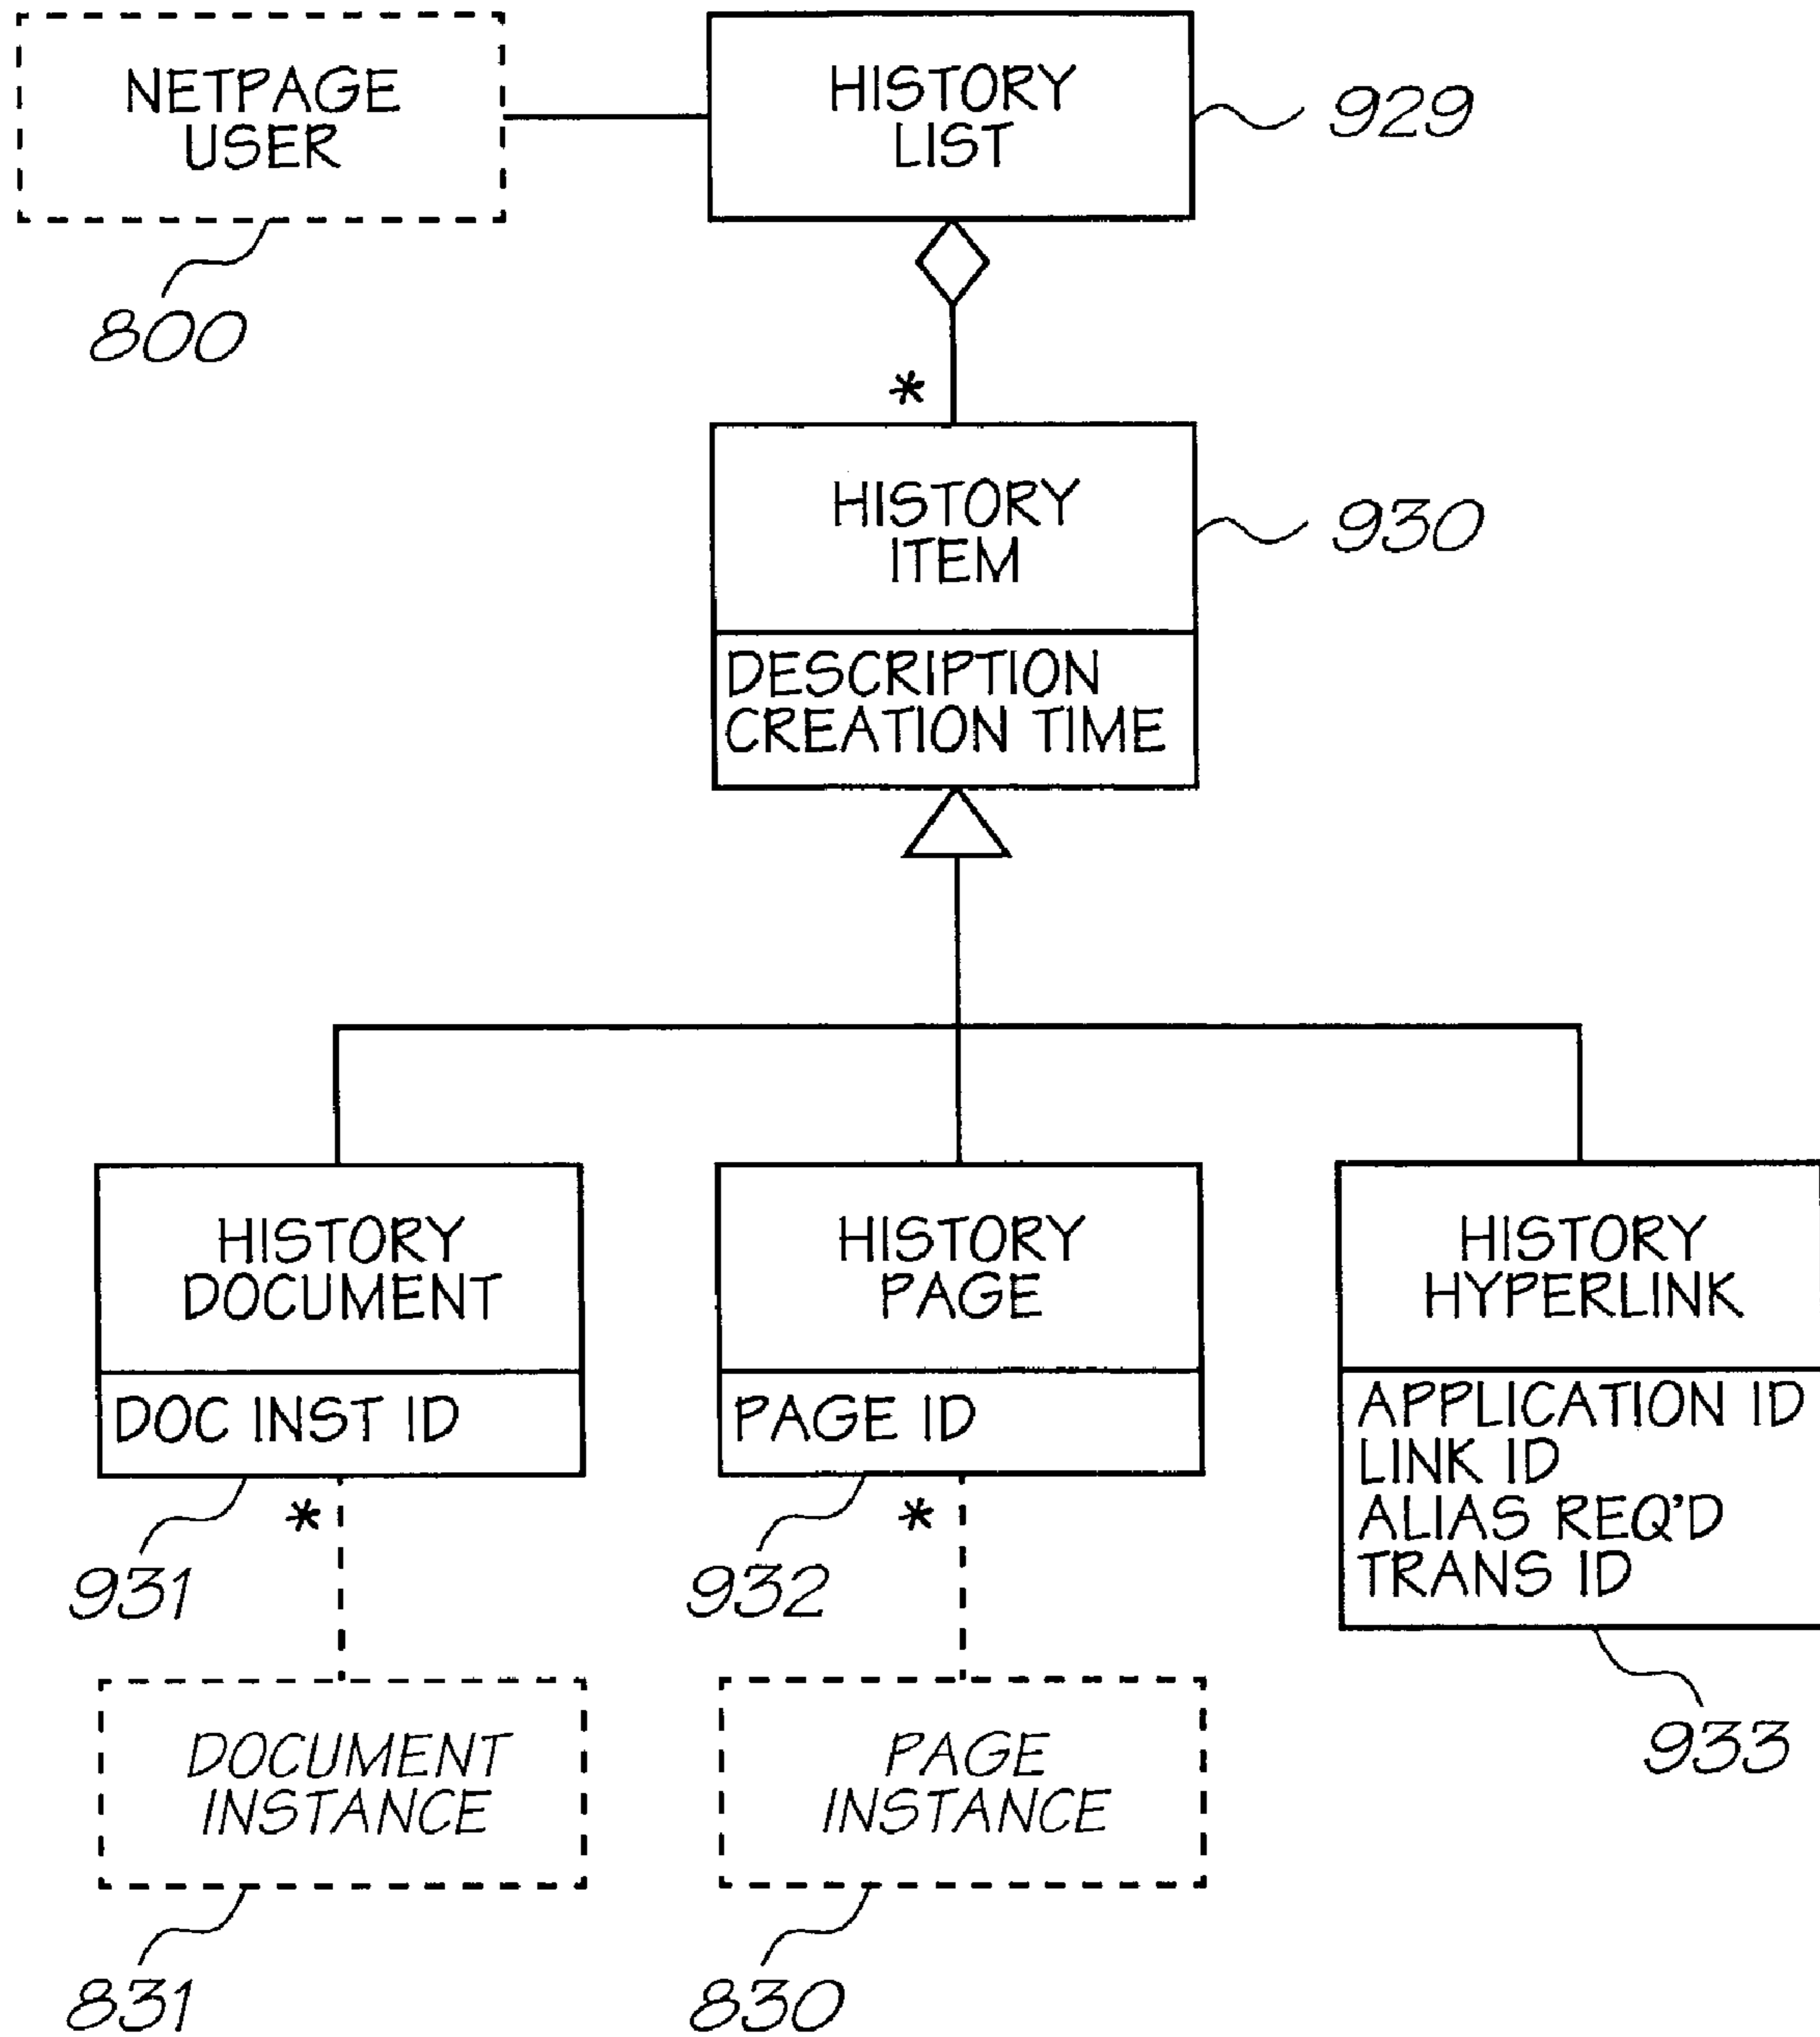 NETPAGE
USER
HISTORY
LIST
929
800
*
HISTORY
ITEM
930
DESCRIPTION
CREATION TIME
HISTORY
DOCUMENT
HISTORY
PAGE
HISTORY
HYPERLINK
DOC INST ID
PAGE ID
APPLICATION ID
LINK ID
ALIAS REQ'D
TRANS ID
*
*
931
932
933
DOCUMENT
INSTANCE
PAGE
INSTANCE
831
830